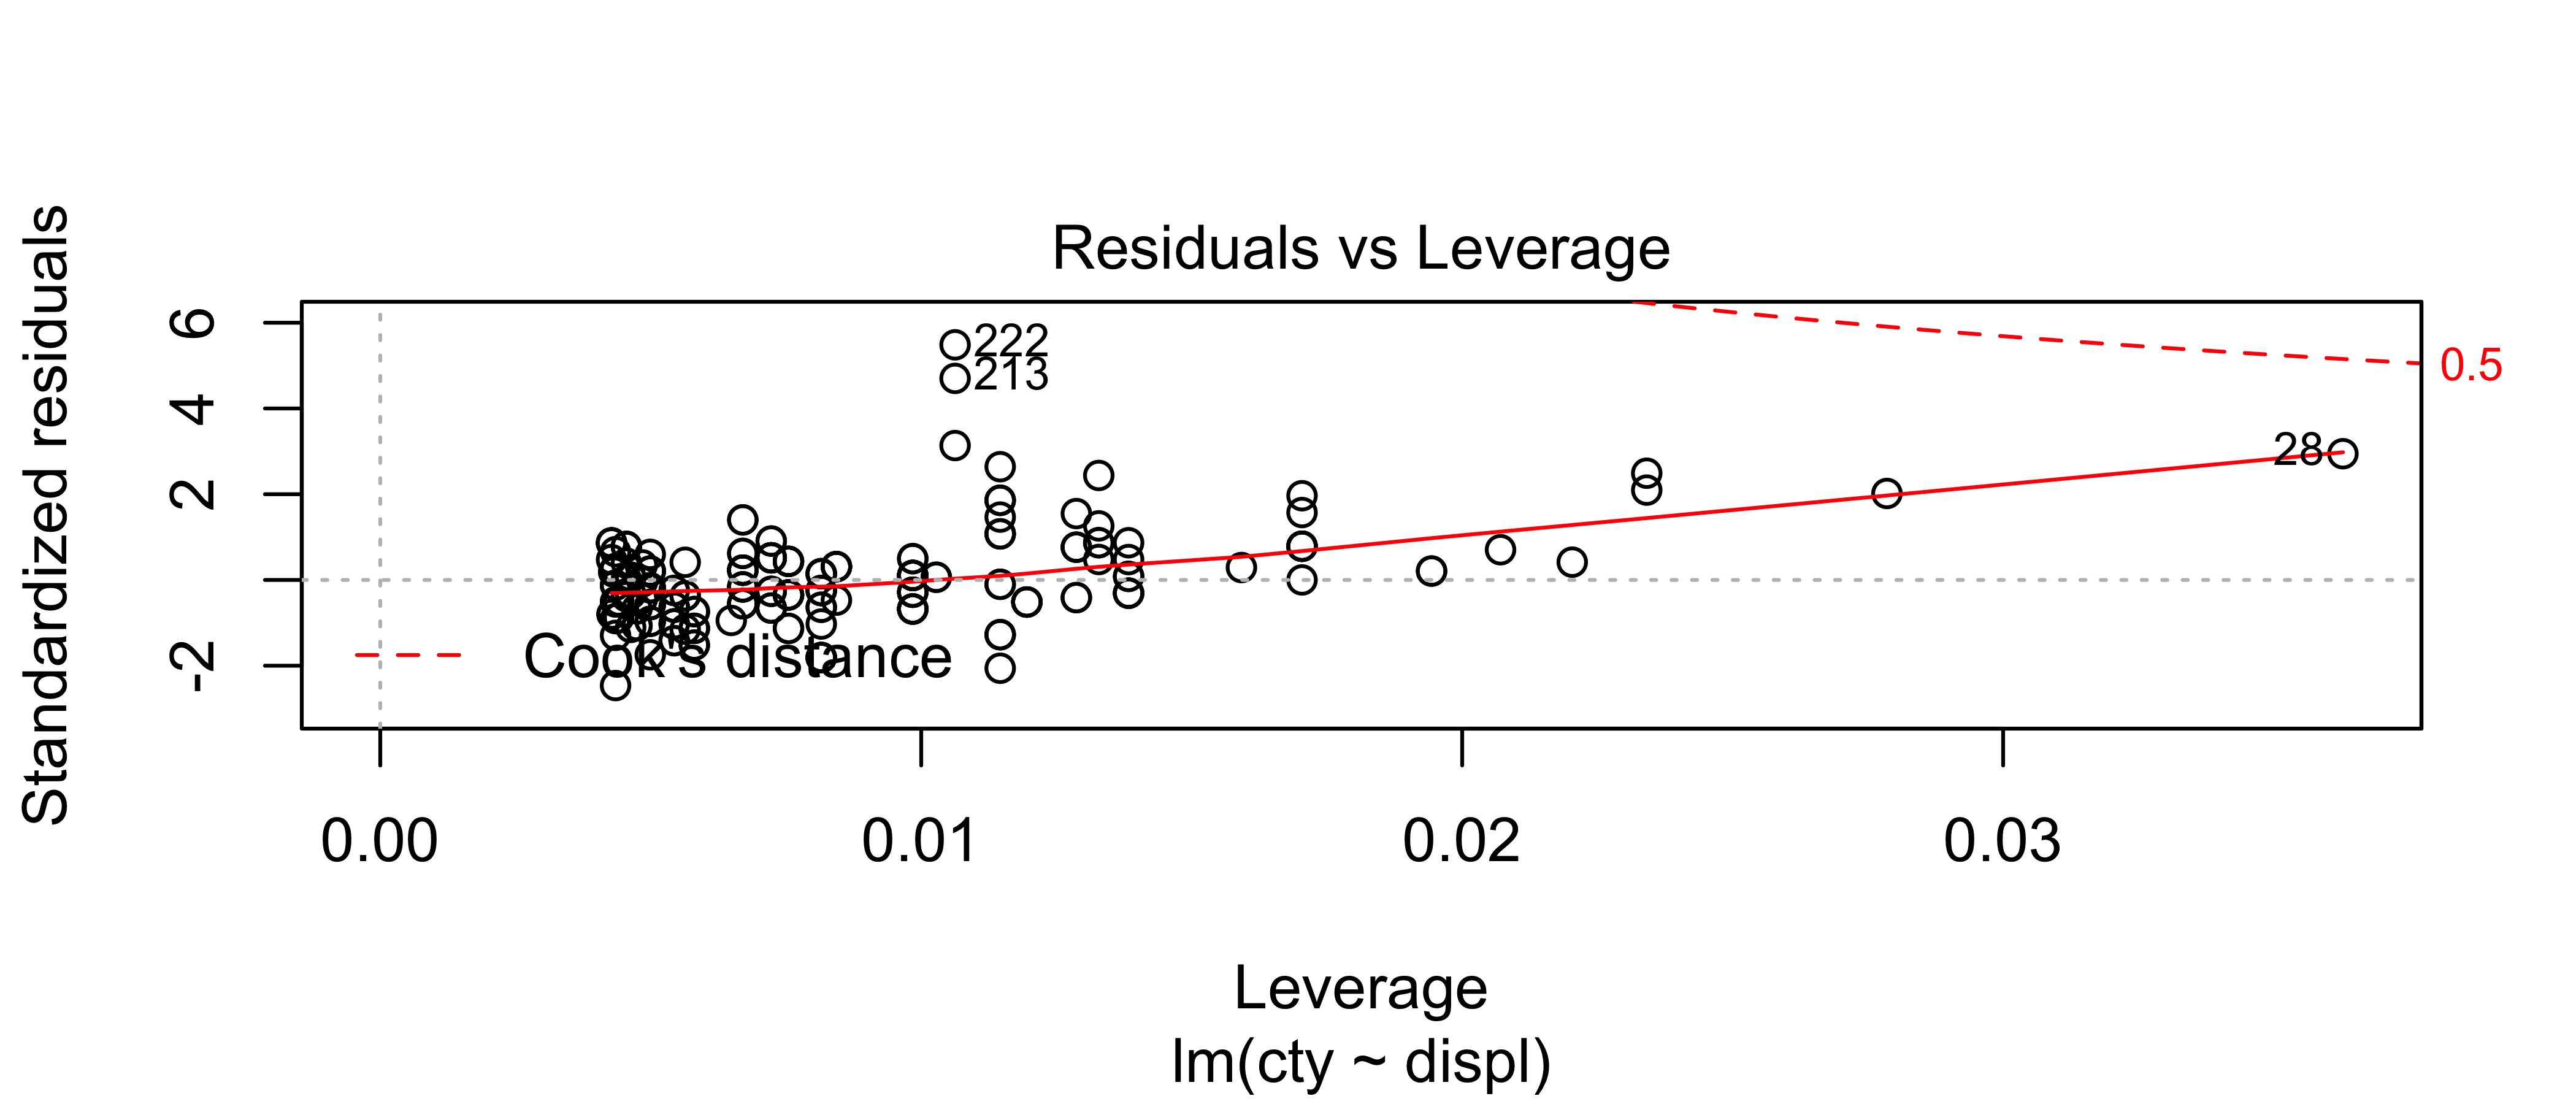 Residuals vs Leverage
Standardized residuals
6
4
2
-2
222
213
28
0.5
Cook's distance
0.00 0.01 0.02 0.03
Leverage
lm(cty ~ displ)